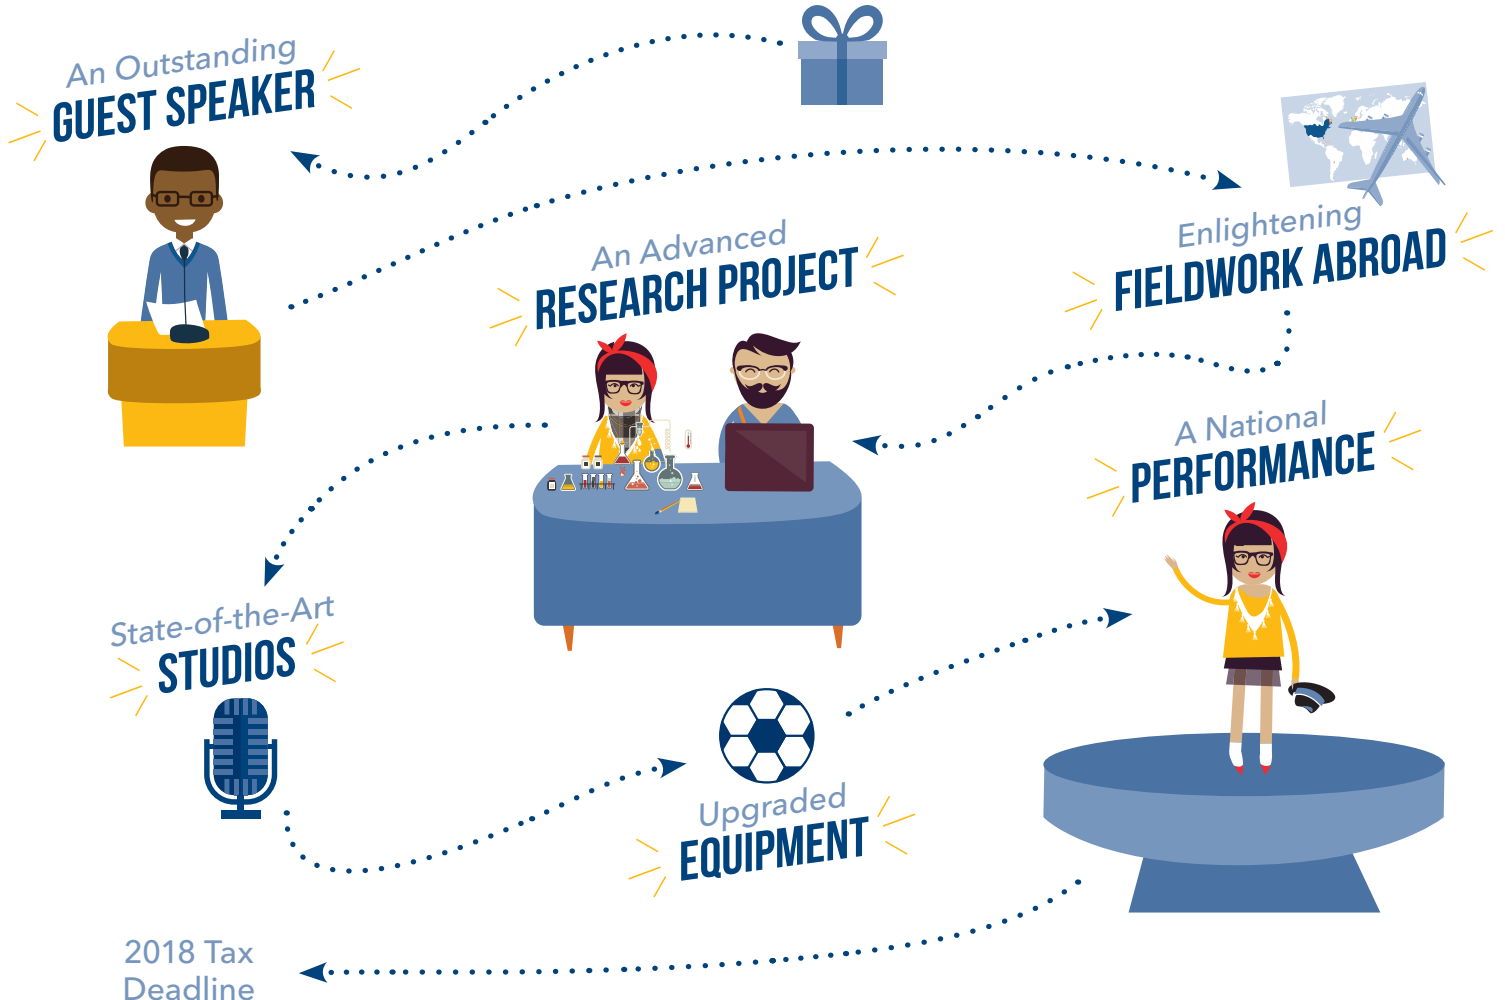 An Outstanding
GUEST SPEAKER
Enlightening
FIELDWORK ABROAD
An Advanced
RESEARCH PROJECT
State-of-the-Art
STUDIOS
Upgraded
EQUIPMENT
A National
PERFORMANCE
2018 Tax
Deadline